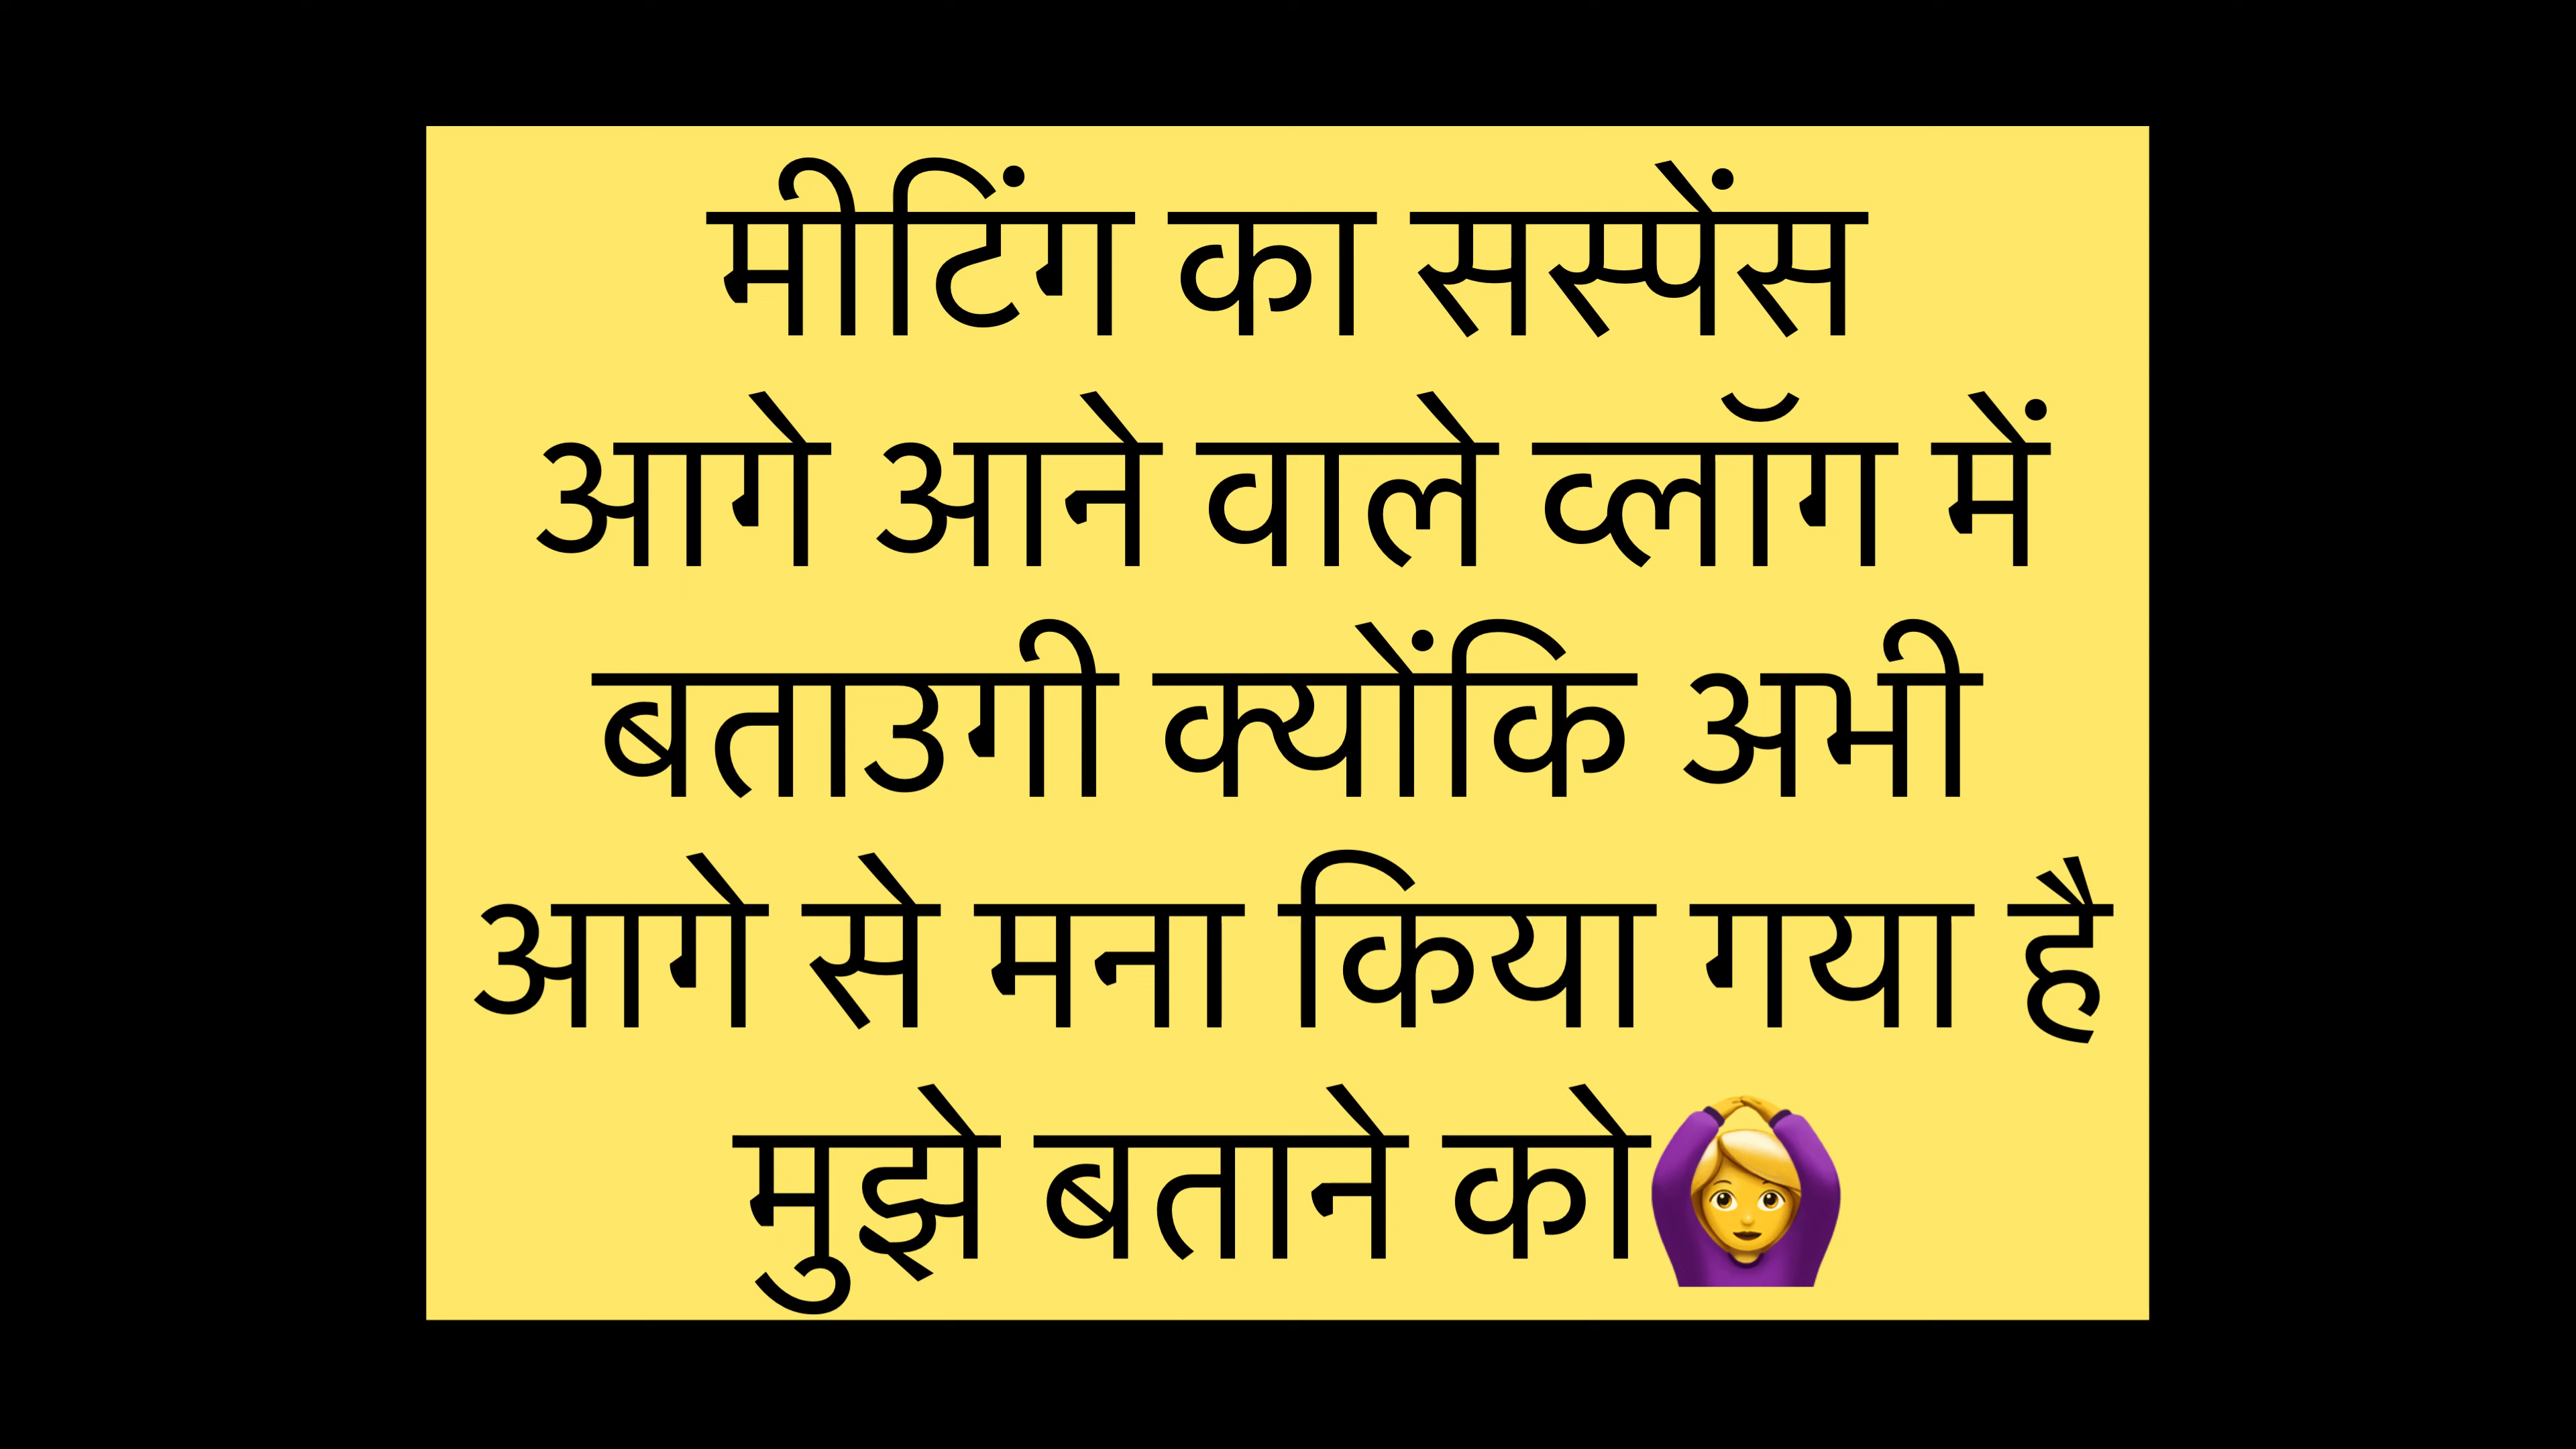 मीटिंग का सस्पेंस
आगे आने वाले व्लॉग में
बताउगी क्योंकि अभी
आगे से मना किया गया है
मुझे बताने को🙆‍♀️